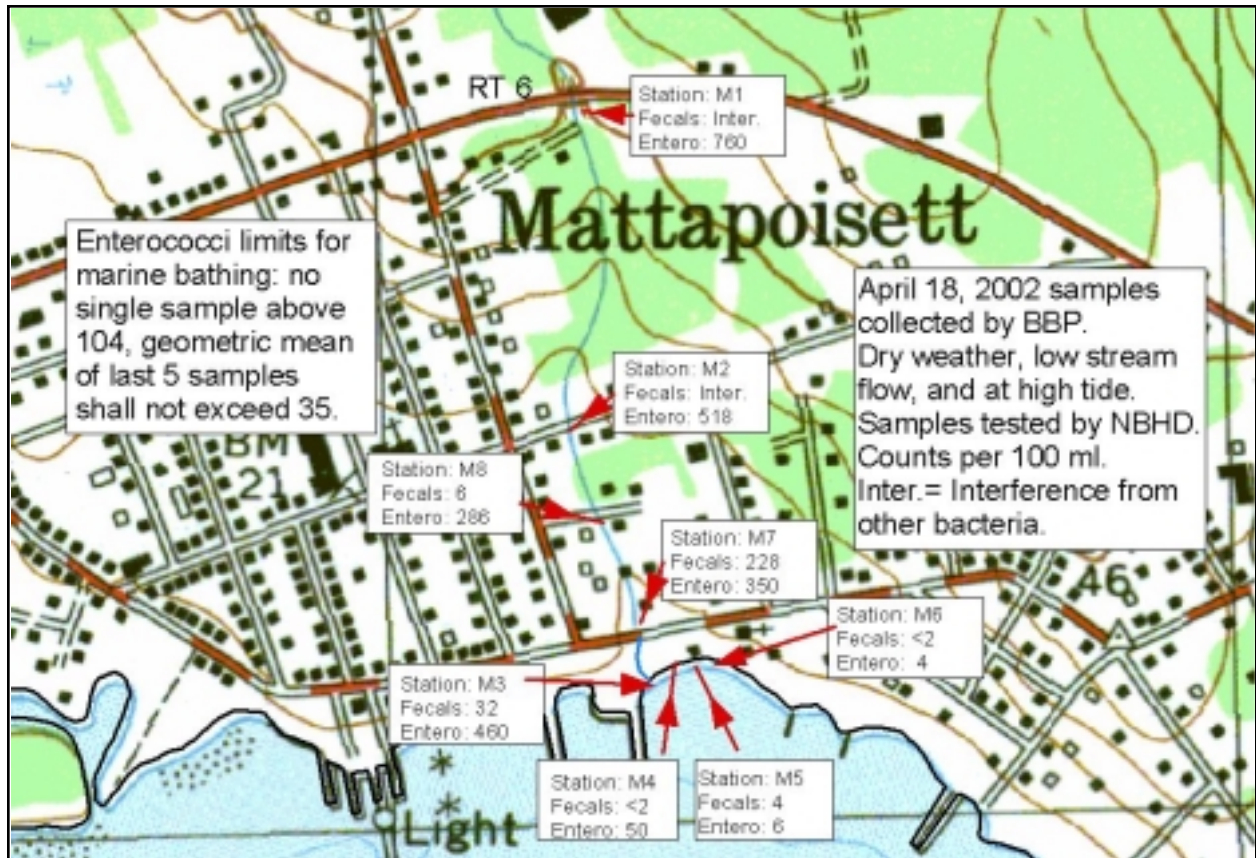 RT 6
Station: M1
Fecals: Inter.
Entero: 760
Mattapoisett
Enterococci limits for
marine bathing: no
single sample above
104, geometric mean
of last 5 samples
shall not exceed 35.
April 18, 2002 samples
collected by BBP.
Dry weather, low stream
flow, and at high tide.
Samples tested by NBHD.
Counts per 100 ml.
Inter.= Interference from
other bacteria.
Station: M2
Fecals: Inter.
Entero: 518
BM
21
Station: M8
Fecals: 6
Entero: 286
Station: M7
Fecals: 228
Entero: 350
46
Station: M6
Fecals: <2
Entero: 4
Station: M3
Fecals: 32
Entero: 460
Station: M4
Fecals: <2
Entero: 50
Station: M5
Fecals: 4
Entero: 6
Light